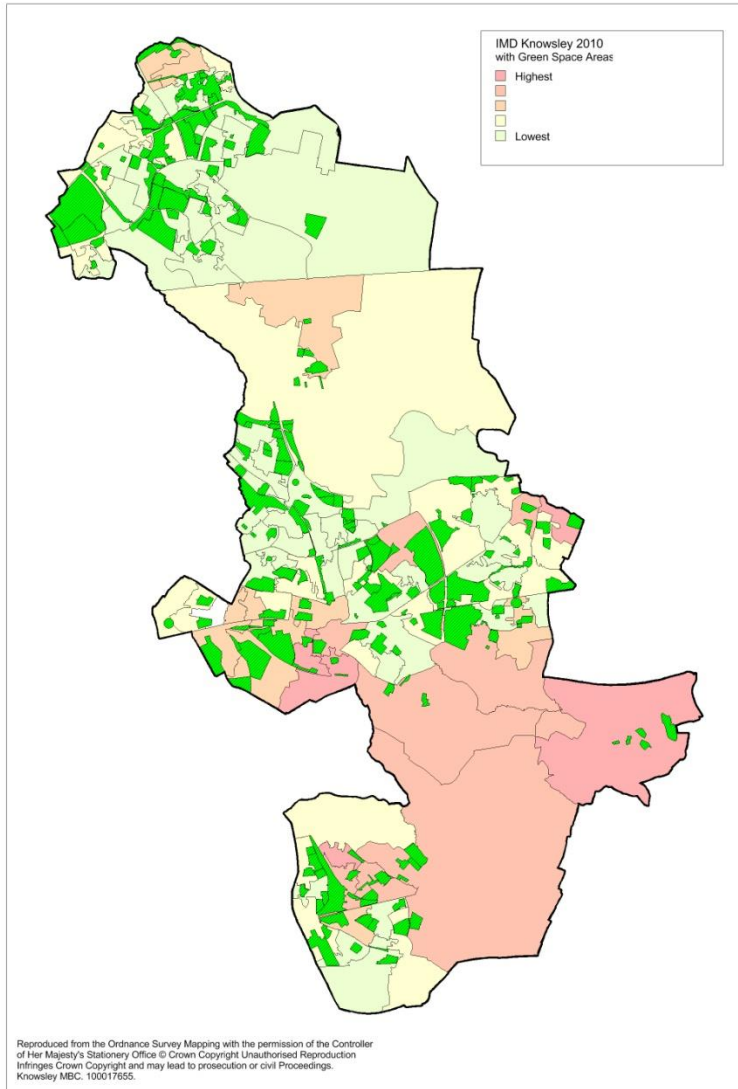 IMD Knowsley 2010
with Green Space Areas
Highest
Lowest
Reproduced from the Ordnance Survey Mapping with the permission of the Controller
of Her Majesty's Stationery Office © Crown Copyright Unauthorised Reproduction
Infringes Crown Copyright and may lead to prosecution or civil Proceedings.
Knowsley MBC. 100017655.